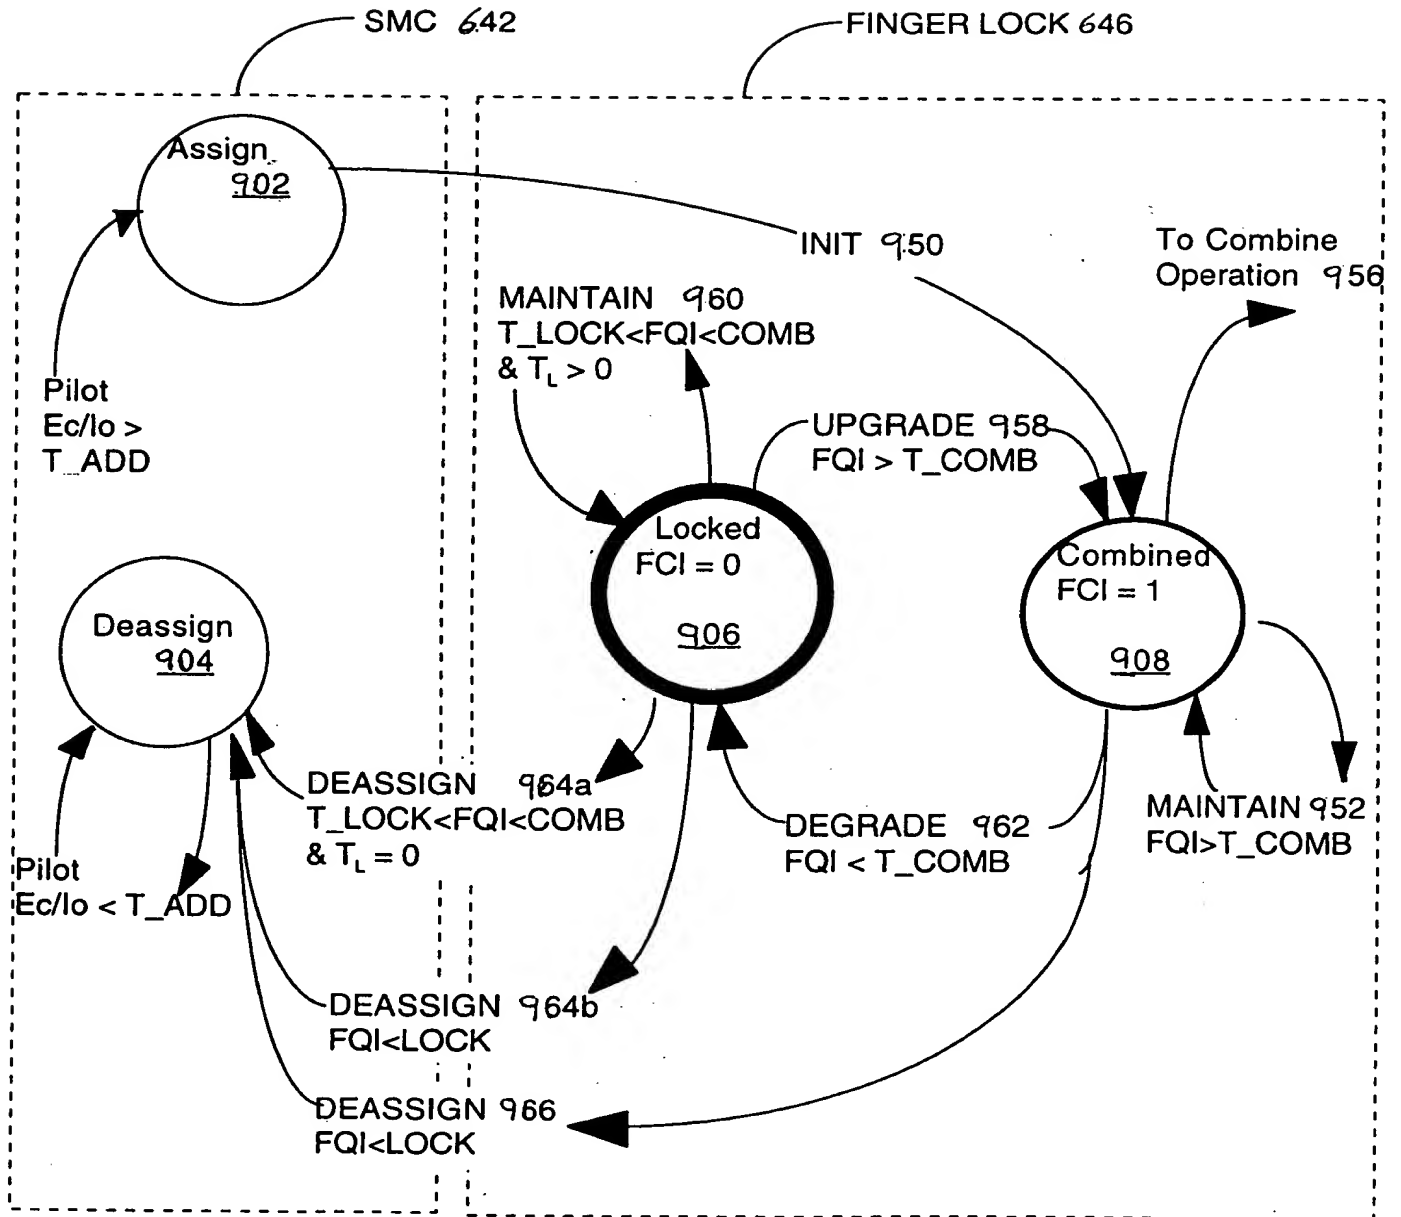 SMC 642
FINGER LOCK 646
Assign
902
INIT 950
To Combine
Operation 956
MAINTAIN 960
T_LOCK<FQI<COMB
& TL > 0
Pilot
Ec/Io >
T_ADD
UPGRADE 958
FQI > T_COMB
Locked
FCI = 0
906
Combined
FCI = 1
908
Deassign
904
DEASSIGN 964a
T_LOCK<FQI<COMB
& TL = 0
DEGRADE 962
FQI < T_COMB
MAINTAIN 952
FQI>T_COMB
Pilot
Ec/Io < T_ADD
DEASSIGN 964b
FQI<LOCK
DEASSIGN 966
FQI<LOCK